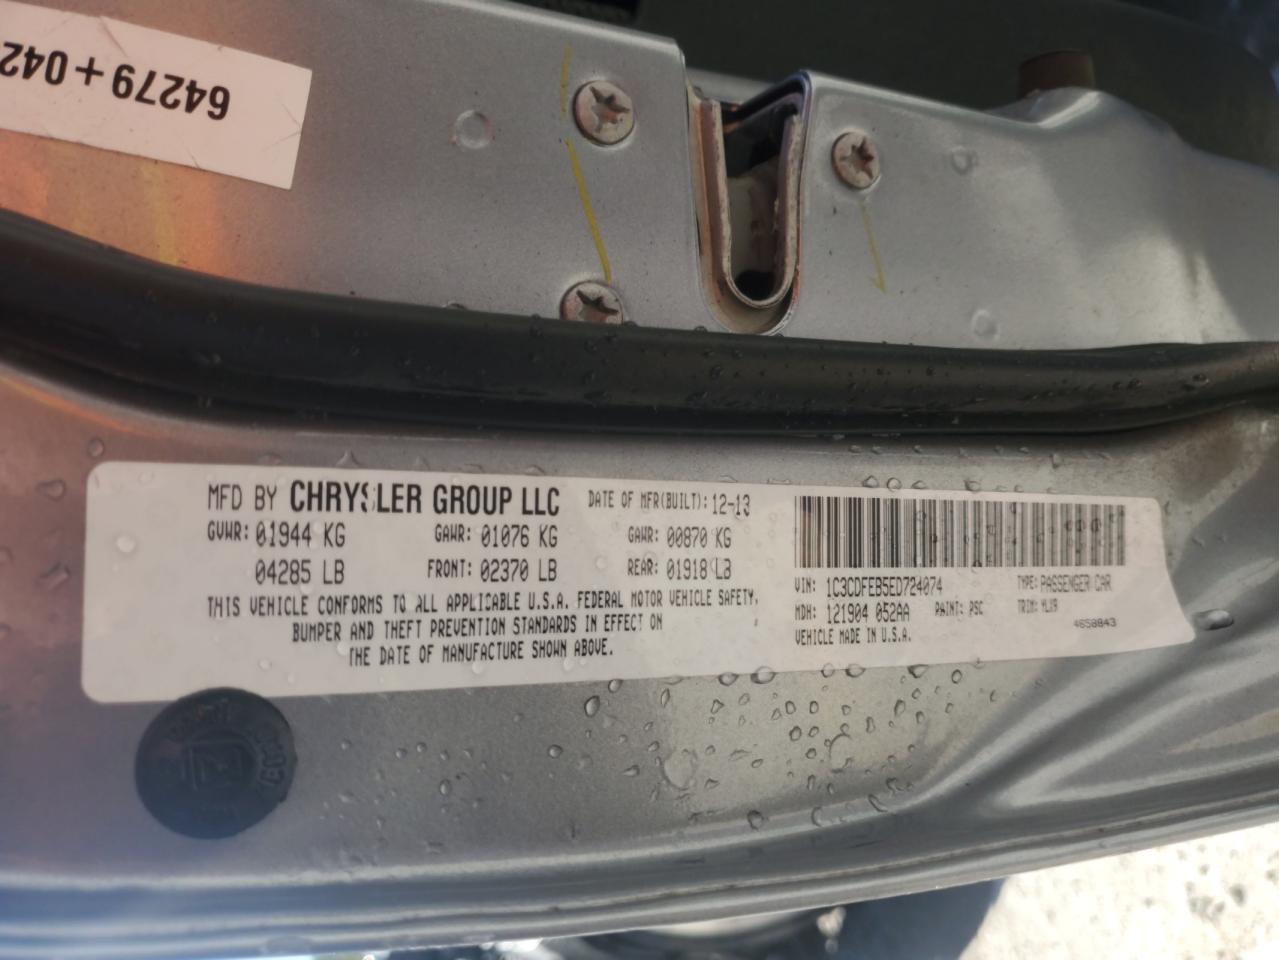 64279 + 042
MFD BY CHRYSLER GROUP LLC DATE OF MFR(BUILT): 12-13
GVWR: 01944 KG GAWR: 01076 KG GAWR: 00870 KG
04285 LB FRONT: 02370 LB REAR: 01918 LB
THIS VEHICLE CONFORMS TO ALL APPLICABLE U.S.A. FEDERAL MOTOR VEHICLE SAFETY,
BUMPER AND THEFT PREVENTION STANDARDS IN EFFECT ON
THE DATE OF MANUFACTURE SHOWN ABOVE.
VIN: 1C3CDFEB5ED724074 TYPE: PASSENGER CAR
MDH: 121904 052AA PAINT: PSC TRIM:
VEHICLE MADE IN U.S.A. 4658843